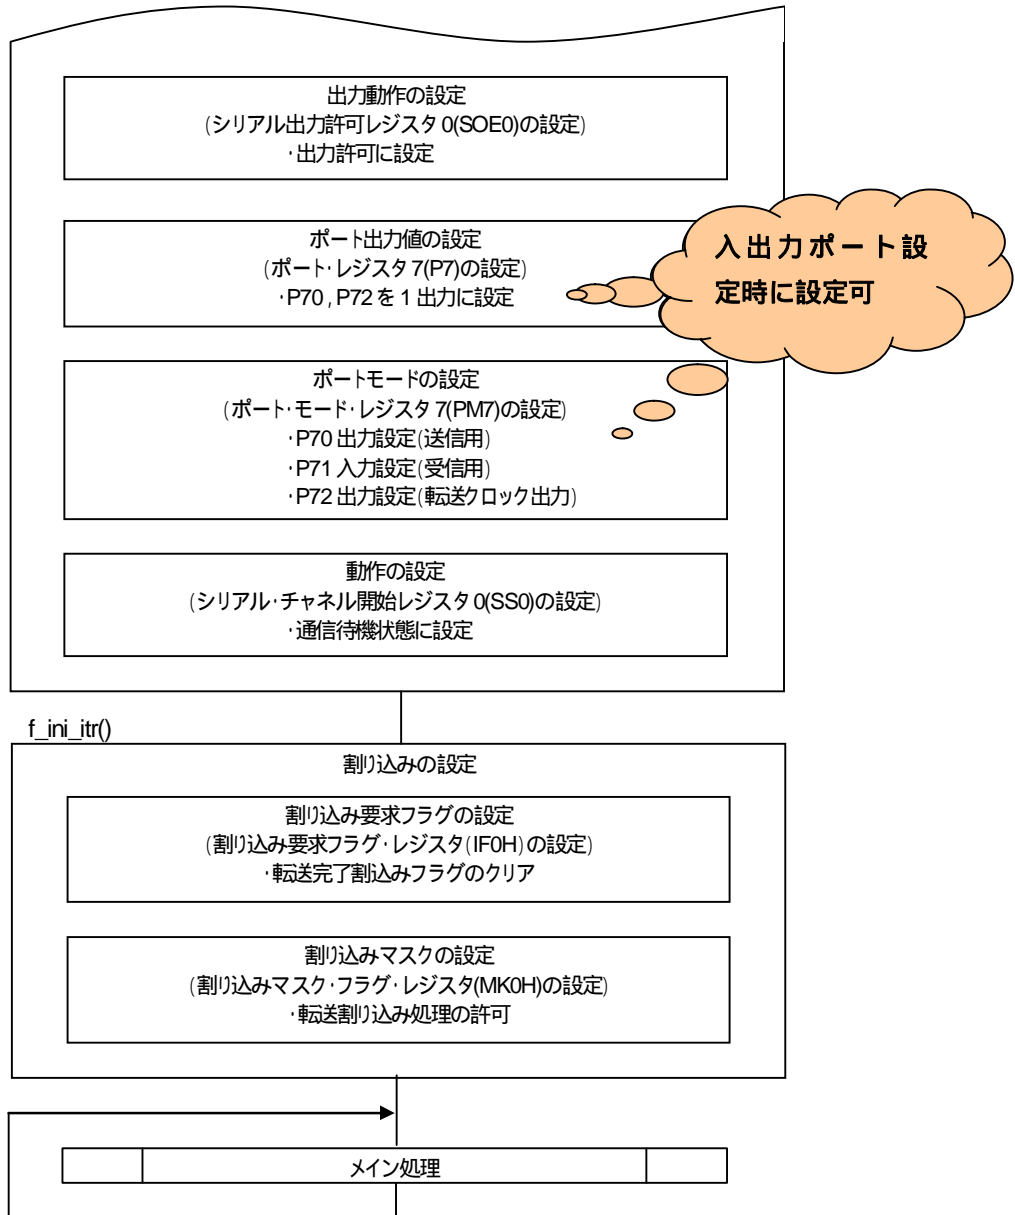 出力動作の設定
(シリアル出力許可レジスタ 0(SOE0)の設定)
・出力許可に設定
ポート出力値の設定
(ポート・レジスタ 7(P7)の設定)
・P70 , P72 を 1 出力に設定
入出力ポート設
定時に設定可
ポートモードの設定
(ポート・モード・レジスタ 7(PM7)の設定)
・P70 出力設定(送信用)
・P71 入力設定(受信用)
・P72 出力設定(転送クロック出力)
動作の設定
(シリアル・チャネル開始レジスタ 0(SS0)の設定)
・通信待機状態に設定
f_ini_itr()
割り込みの設定
割り込み要求フラグの設定
(割り込み要求フラグ・レジスタ(IF0H)の設定)
・転送完了割込みフラグのクリア
割り込みマスクの設定
(割り込みマスク・フラグ・レジスタ(MK0H)の設定)
・転送割り込み処理の許可
メイン処理